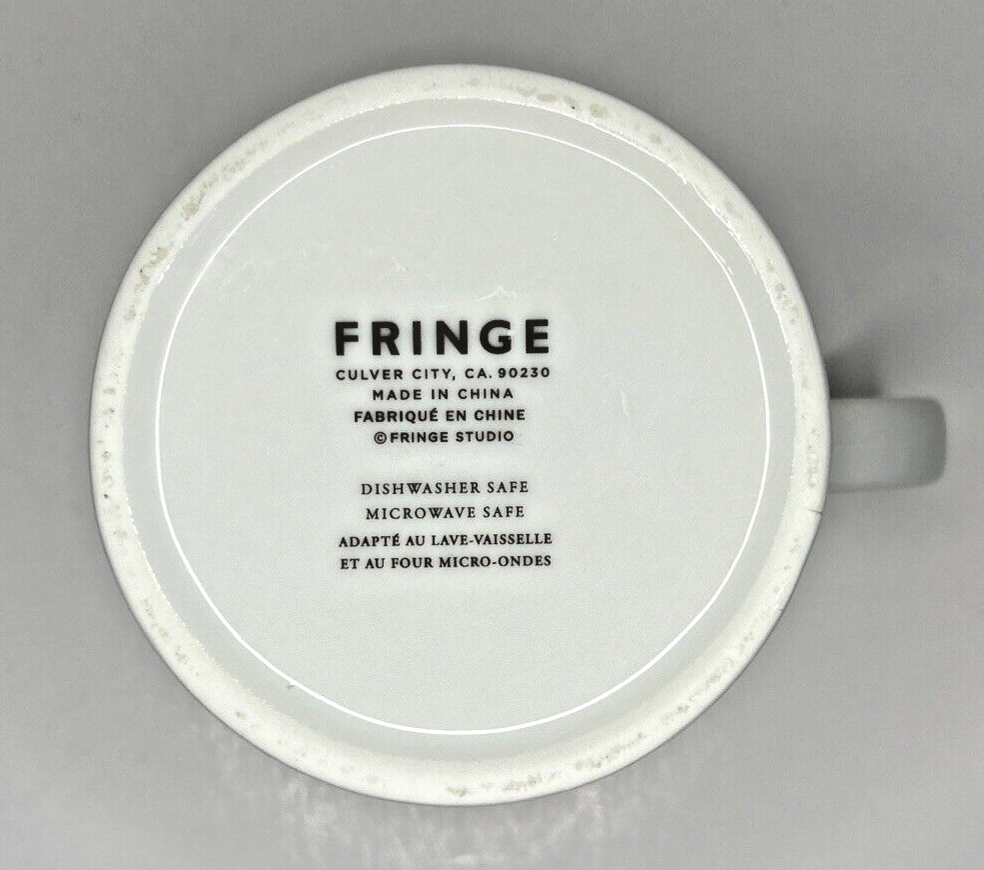 FRINGE
CULVER CITY, CA. 90230
MADE IN CHINA
FABRIQUÉ EN CHINE
©FRINGE STUDIO
DISHWASHER SAFE
MICROWAVE SAFE
ADAPTÉ AU LAVE-VAISSELLE
ET AU FOUR MICRO-ONDES